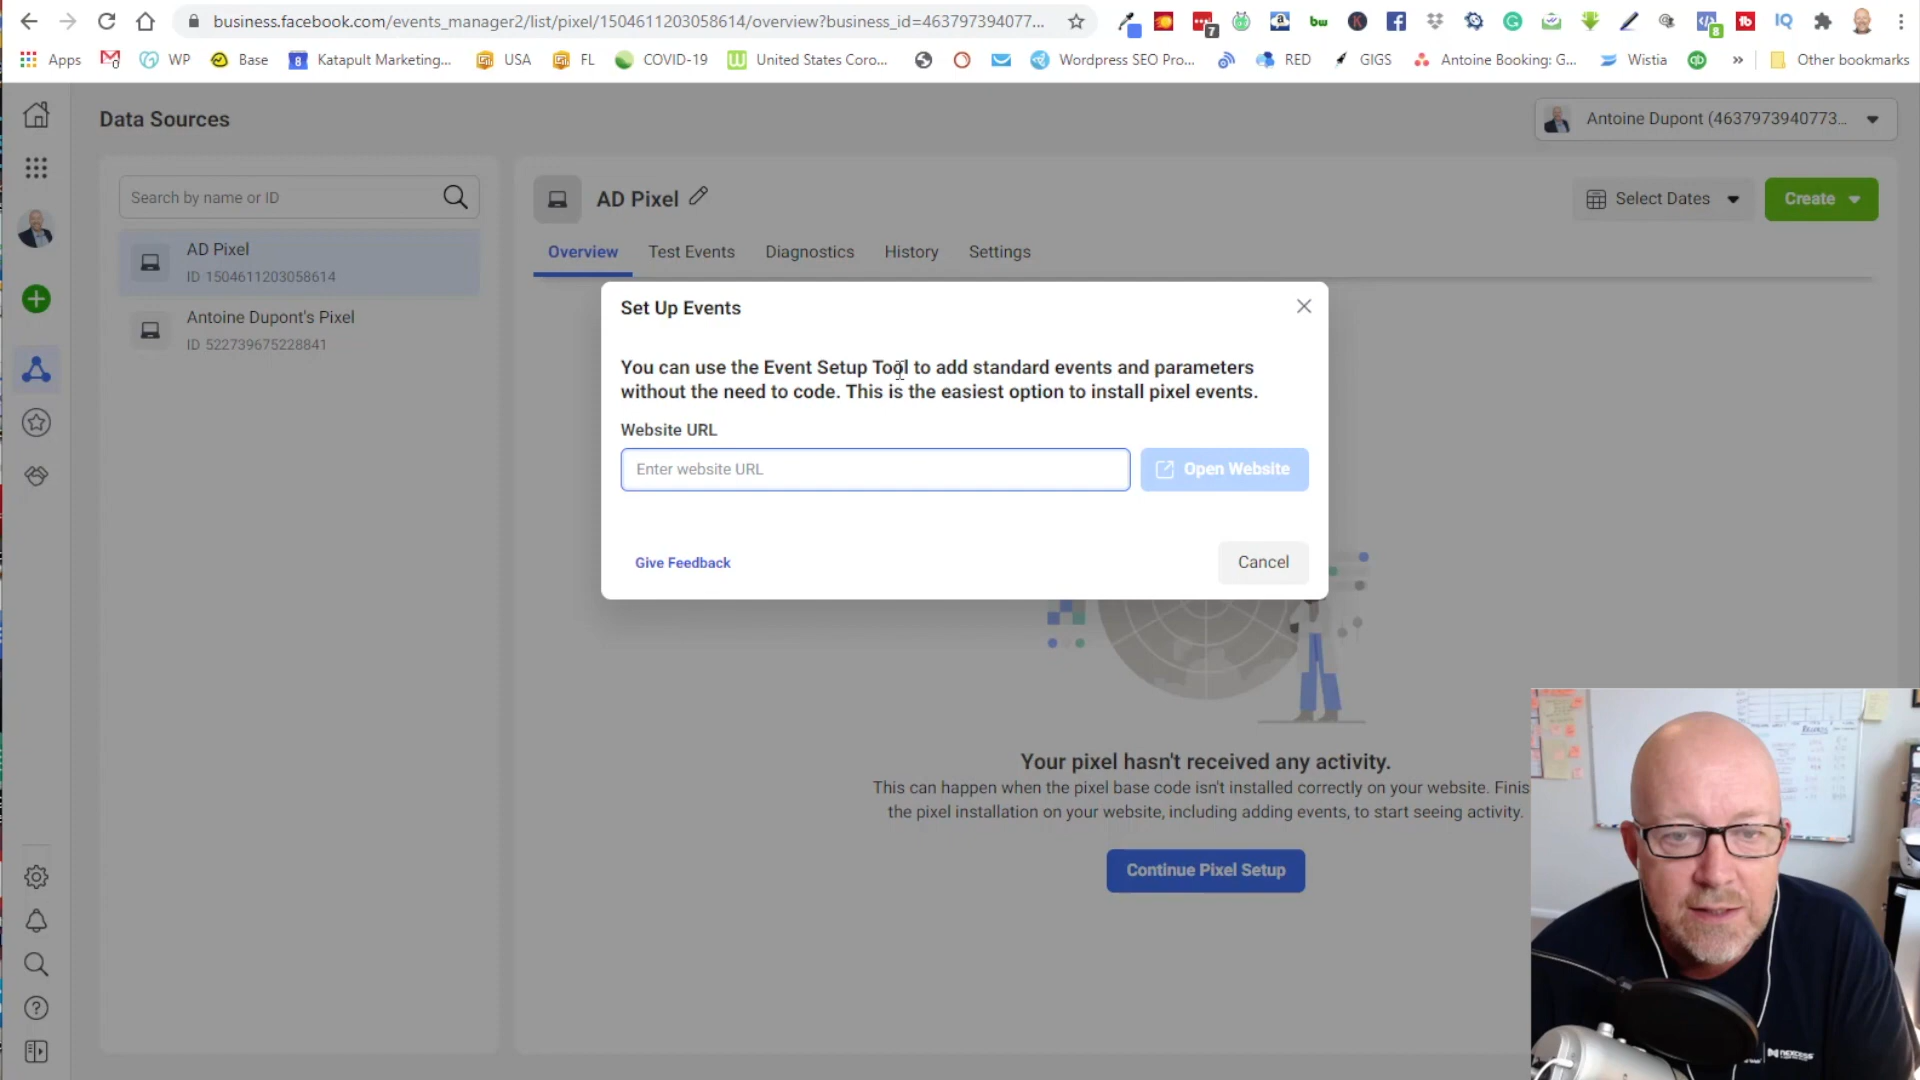 business.facebook.com/events_manager2/list/pixel/1504611203058614/overview?business_id=463797394077...
7
8
IQ
Apps
WP
Base
8
Katapult Marketing...
USA
FL
COVID-19
United States Coro...
Wordpress SEO Pro...
RED
GIGS
Antoine Booking: G...
Wistia
»
Other bookmarks
Data Sources
Antoine Dupont (4637973940773...
Search by name or ID
AD Pixel
ID 1504611203058614
Antoine Dupont's Pixel
ID 522739675228841
AD Pixel
Select Dates
Create
Overview
Test Events
Diagnostics
History
Settings
Set Up Events
You can use the Event Setup Tool to add standard events and parameters
without the need to code. This is the easiest option to install pixel events.
Website URL
Enter website URL
Open Website
Give Feedback
Cancel
Your pixel hasn't received any activity.
This can happen when the pixel base code isn't installed correctly on your website. Finis
the pixel installation on your website, including adding events, to start seeing activity.
Continue Pixel Setup
NEXCESS